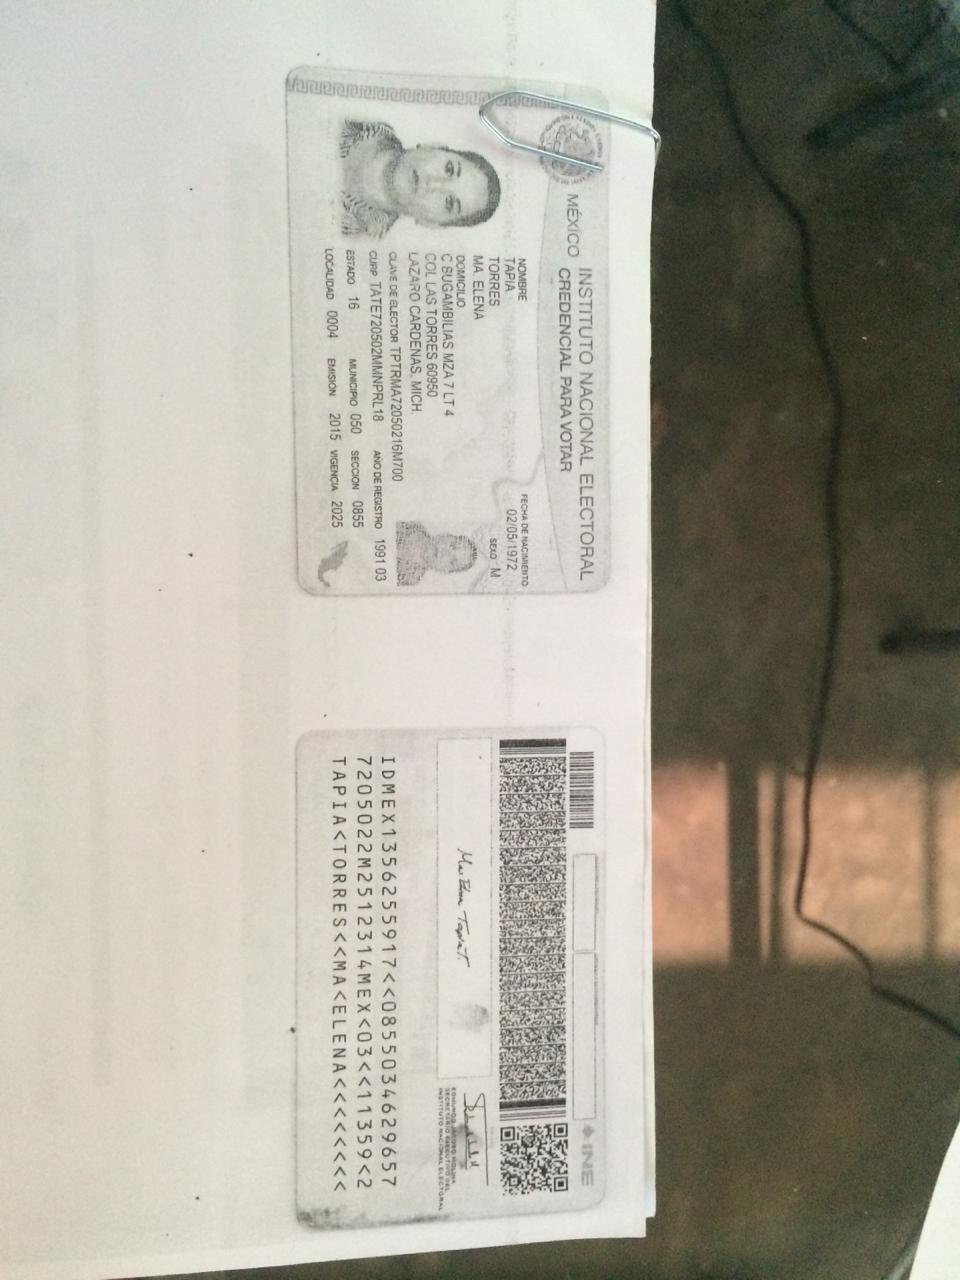 MÉXICO INSTITUTO NACIONAL ELECTORAL
CREDENCIAL PARA VOTAR
NOMBRE
TAPIA
TORRES
MA ELENA
FECHA DE NACIMIENTO
02/05/1972
SEXO M
DOMICILIO
C BUGAMBILIAS MZA 7 LT 4
COL LAS TORRES 60950
LAZARO CARDENAS, MICH.
CLAVE DE ELECTOR TPTRMA72050216M700
CURP TATE720502MMNPRL18 AÑO DE REGISTRO 1991 03
ESTADO 16 MUNICIPIO 050 SECCIÓN 0855
LOCALIDAD 0004 EMISIÓN 2015 VIGENCIA 2025
INE
Ma Elena Tapia T.
EDMUNDO JACOBO MOLINA
SECRETARIO EJECUTIVO DEL
INSTITUTO NACIONAL ELECTORAL
IDMEX1356255917<<0855034629657
7205022M2512314MEX<03<<11359<2
TAPIA<TORRES<<MA<ELENA<<<<<<<<